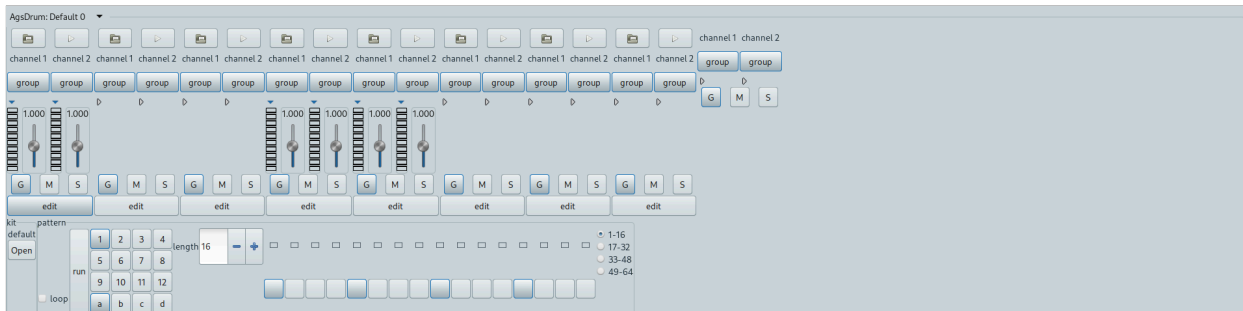 AgsDrum: Default 0
channel 1 channel 2
channel 1 channel 2 channel 1 channel 2 channel 1 channel 2 channel 1 channel 2 channel 1 channel 2 channel 1 channel 2 channel 1 channel 2 channel 1 channel 2
group group
group group group group group group group group group group group group group group group group
G M S
1.000 1.000 1.000 1.000 1.000 1.000
G M S G M S G M S G M S G M S G M S G M S G M S
edit edit edit edit edit edit edit edit
kit pattern
default
1 2 3 4
length 16
1-16
Open
17-32
5 6 7 8
33-48
run
49-64
9 10 11 12
loop
a b c d